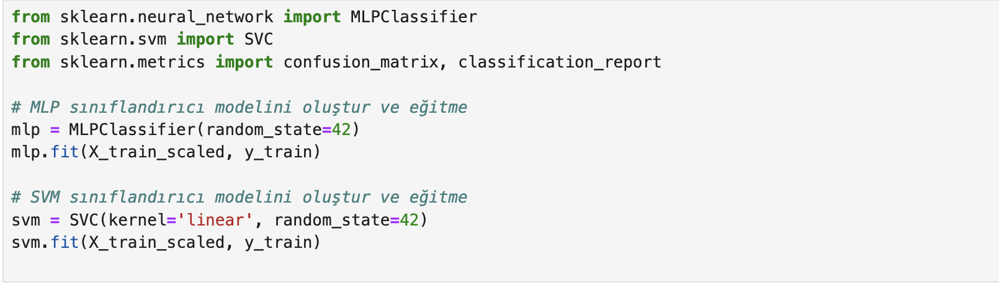 from sklearn.neural_network import MLPClassifier
from sklearn.svm import SVC
from sklearn.metrics import confusion_matrix, classification_report
# MLP sınıflandırıcı modelini oluştur ve eğitme
mlp = MLPClassifier(random_state=42)
mlp.fit(X_train_scaled, y_train)
# SVM sınıflandırıcı modelini oluştur ve eğitme
svm = SVC(kernel='linear', random_state=42)
svm.fit(X_train_scaled, y_train)